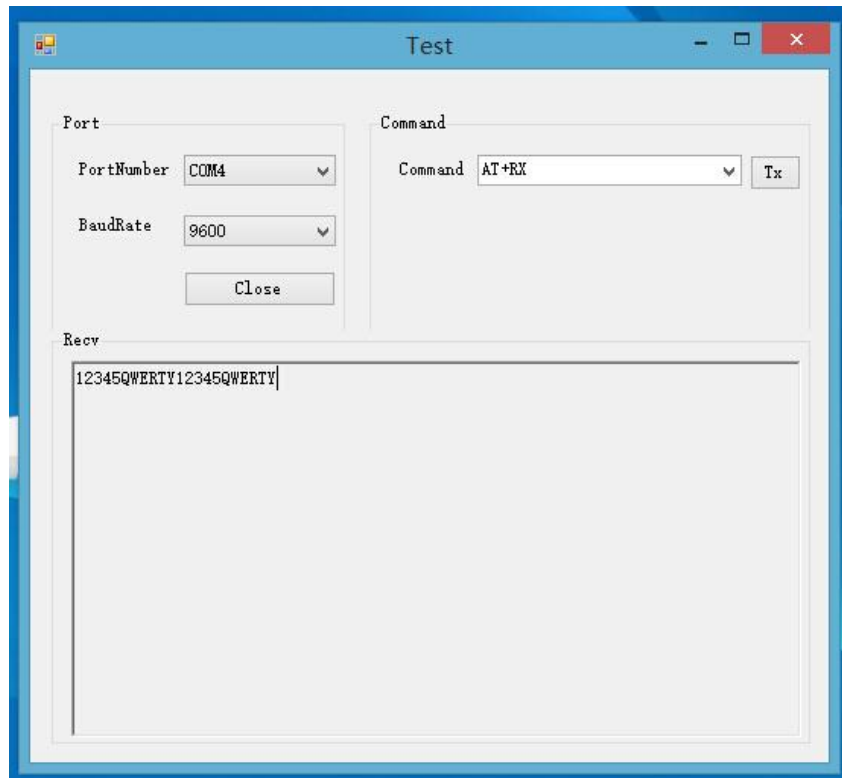 Test
Port
PortNumber COM4
BaudRate 9600
Close
Command
Command AT+RX Tx
Recv
12345QWERTY12345QWERTY